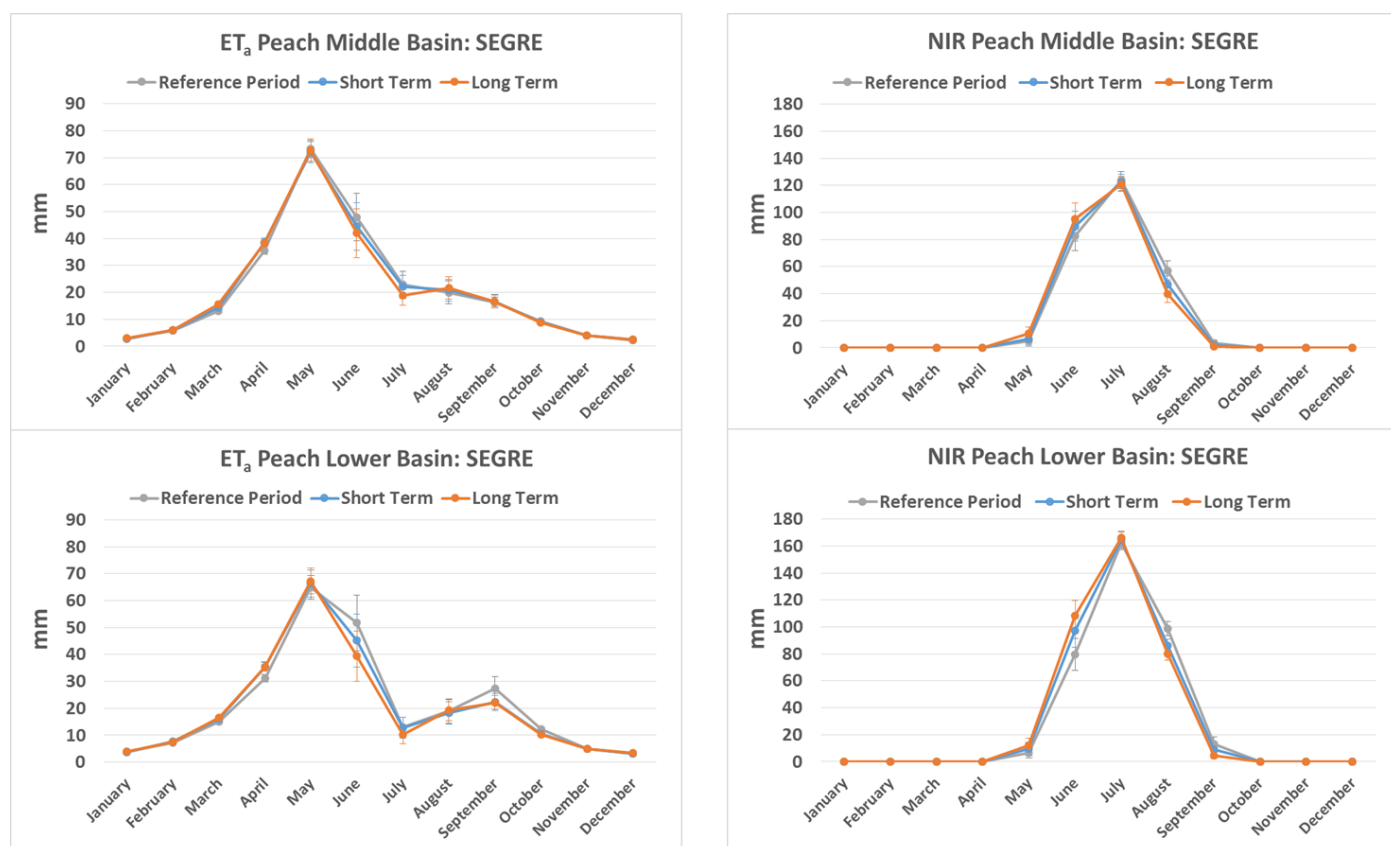 ETa Peach Middle Basin: SEGRE
Reference Period Short Term Long Term
90
80
70
60
50
40
30
20
10
0
mm
January February March April May June July August September October November December
NIR Peach Middle Basin: SEGRE
Reference Period Short Term Long Term
180
160
140
120
100
80
60
40
20
0
mm
January February March April May June July August September October November December
ETa Peach Lower Basin: SEGRE
Reference Period Short Term Long Term
90
80
70
60
50
40
30
20
10
0
mm
January February March April May June July August September October November December
NIR Peach Lower Basin: SEGRE
Reference Period Short Term Long Term
180
160
140
120
100
80
60
40
20
0
mm
January February March April May June July August September October November December